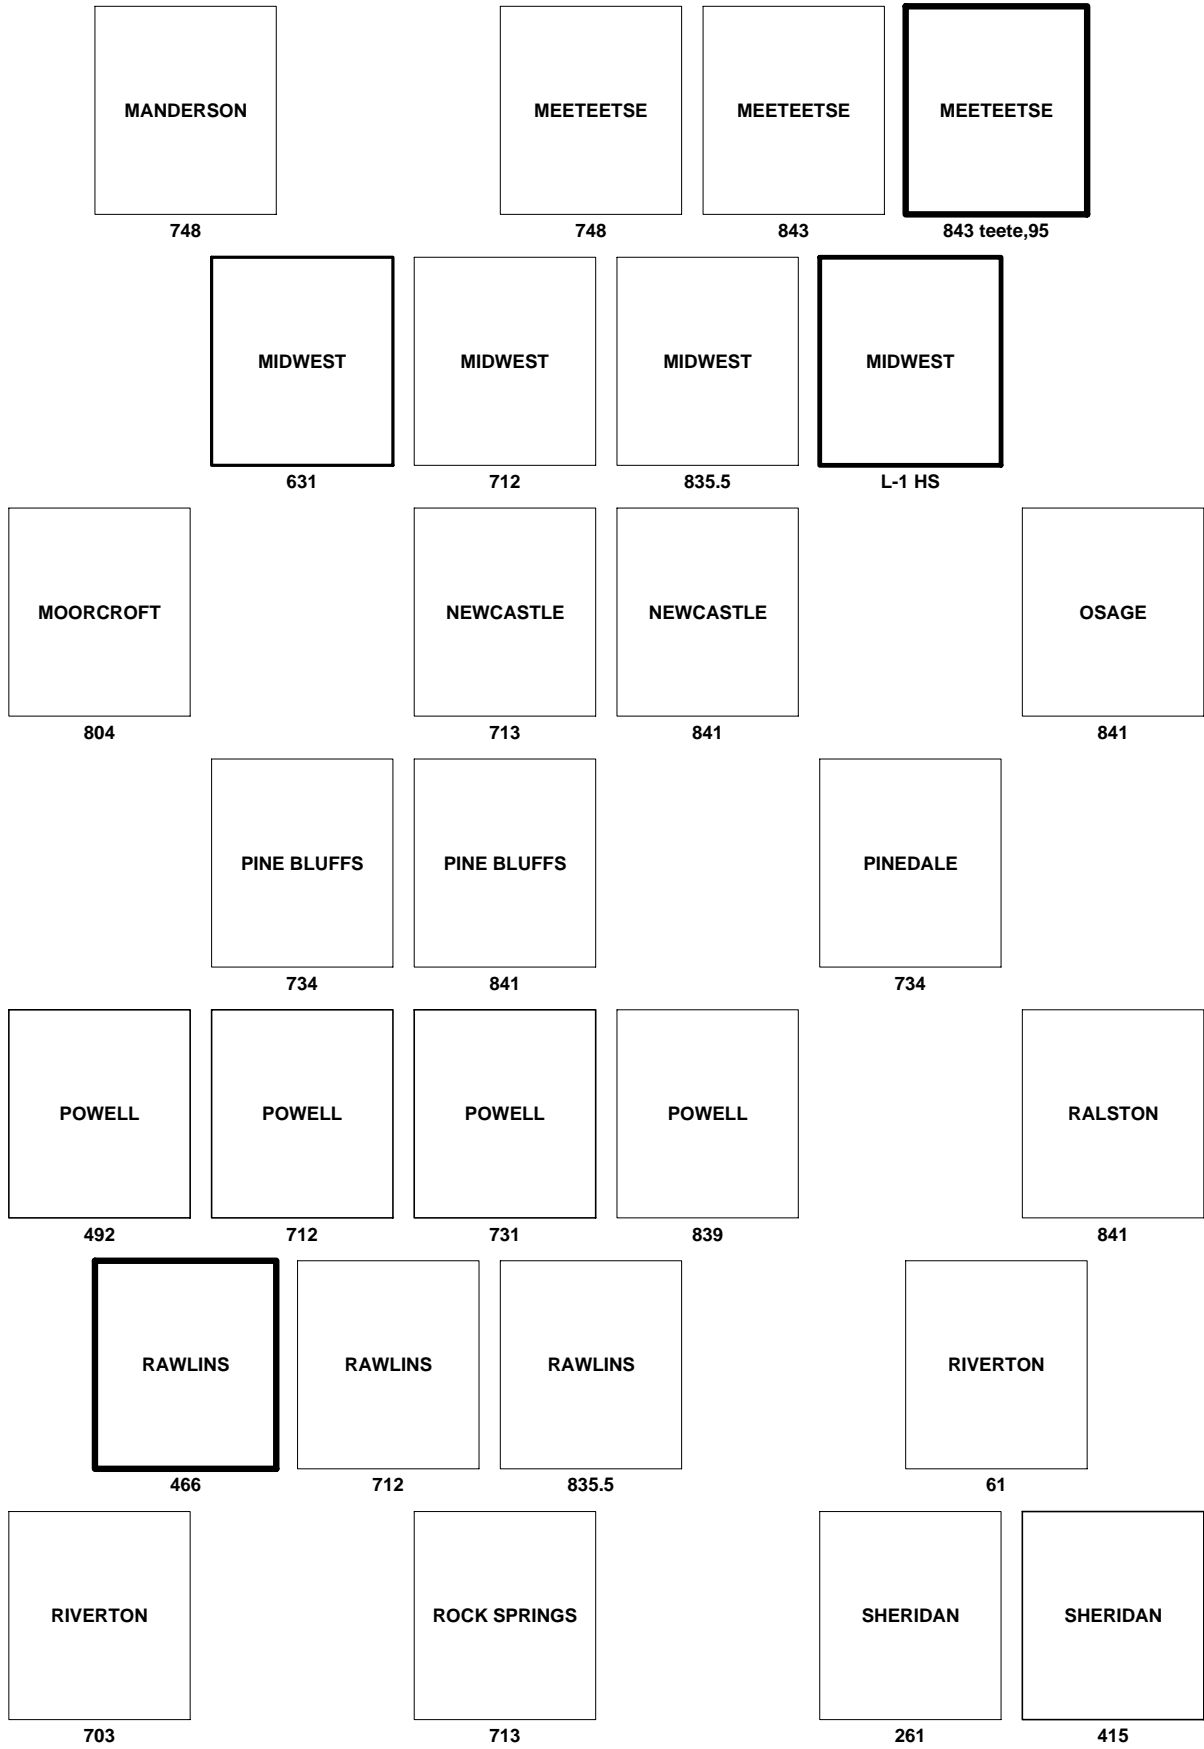 MANDERSON MEETEETSE MEETEETSE MEETEETSE
748 748 843 843 teete,95
MIDWEST MIDWEST MIDWEST MIDWEST
631 712 835.5 L-1 HS
MOORCROFT NEWCASTLE NEWCASTLE OSAGE
804 713 841 841
PINE BLUFFS PINE BLUFFS PINEDALE
734 841 734
POWELL POWELL POWELL POWELL RALSTON
492 712 731 839 841
RAWLINS RAWLINS RAWLINS RIVERTON
466 712 835.5 61
RIVERTON ROCK SPRINGS SHERIDAN SHERIDAN
703 713 261 415